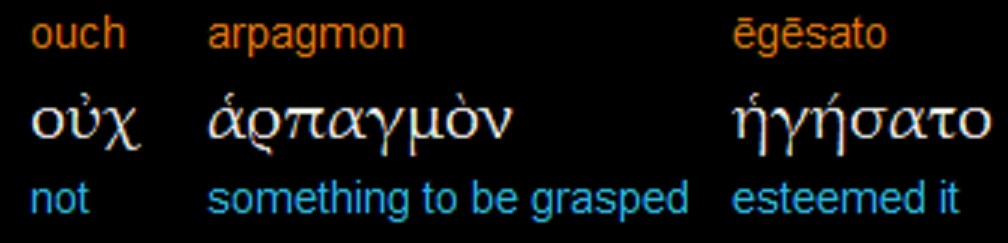 ouch arpagmon ēgēsato
οὐχ ἁρπαγμὸν ἡγήσατο
not something to be grasped esteemed it